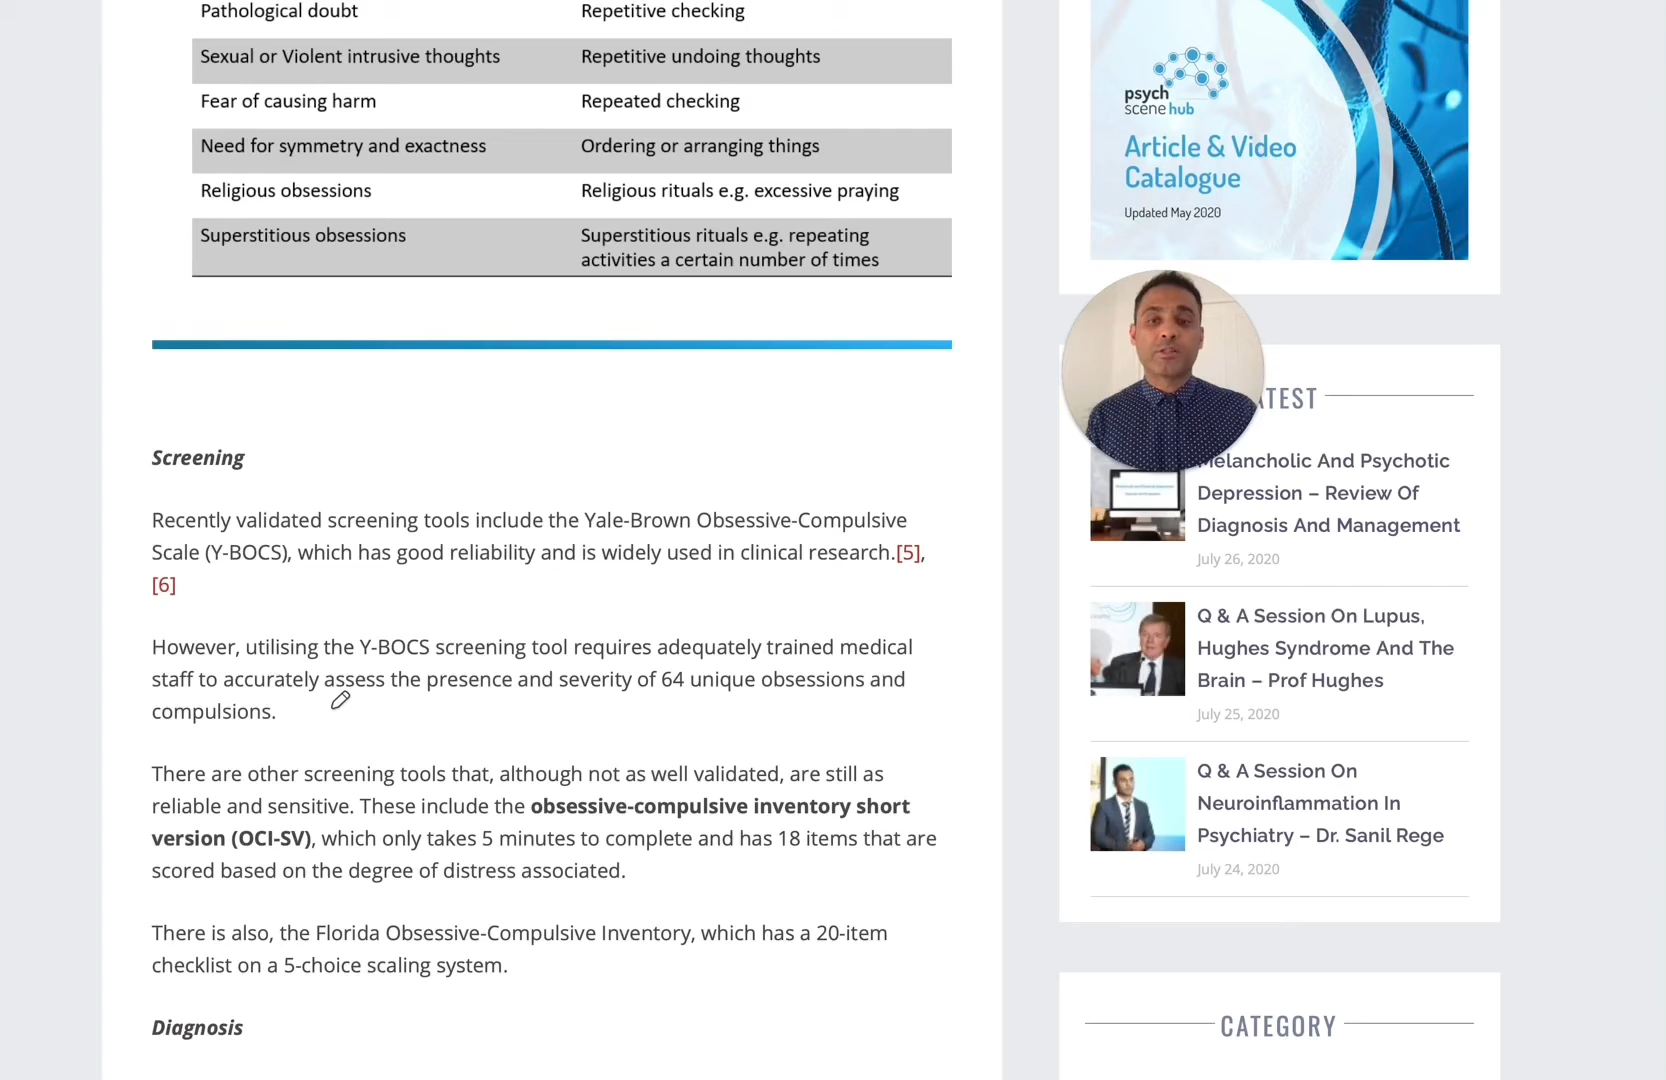 Pathological doubt Repetitive checking
Sexual or Violent intrusive thoughts Repetitive undoing thoughts
Fear of causing harm Repeated checking
Need for symmetry and exactness Ordering or arranging things
Religious obsessions Religious rituals e.g. excessive praying
Superstitious obsessions Superstitious rituals e.g. repeating
activities a certain number of times
Screening
Recently validated screening tools include the Yale-Brown Obsessive-Compulsive
Scale (Y-BOCS), which has good reliability and is widely used in clinical research.[5],
[6]
However, utilising the Y-BOCS screening tool requires adequately trained medical
staff to accurately assess the presence and severity of 64 unique obsessions and
compulsions.
There are other screening tools that, although not as well validated, are still as
reliable and sensitive. These include the obsessive-compulsive inventory short
version (OCI-SV), which only takes 5 minutes to complete and has 18 items that are
scored based on the degree of distress associated.
There is also, the Florida Obsessive-Compulsive Inventory, which has a 20-item
checklist on a 5-choice scaling system.
Diagnosis
psych
scene hub
Article & Video
Catalogue
Updated May 2020
ATEST
Melancholic And Psychotic
Depression – Review Of
Diagnosis And Management
July 26, 2020
Q & A Session On Lupus,
Hughes Syndrome And The
Brain – Prof Hughes
July 25, 2020
Q & A Session On
Neuroinflammation In
Psychiatry – Dr. Sanil Rege
July 24, 2020
CATEGORY